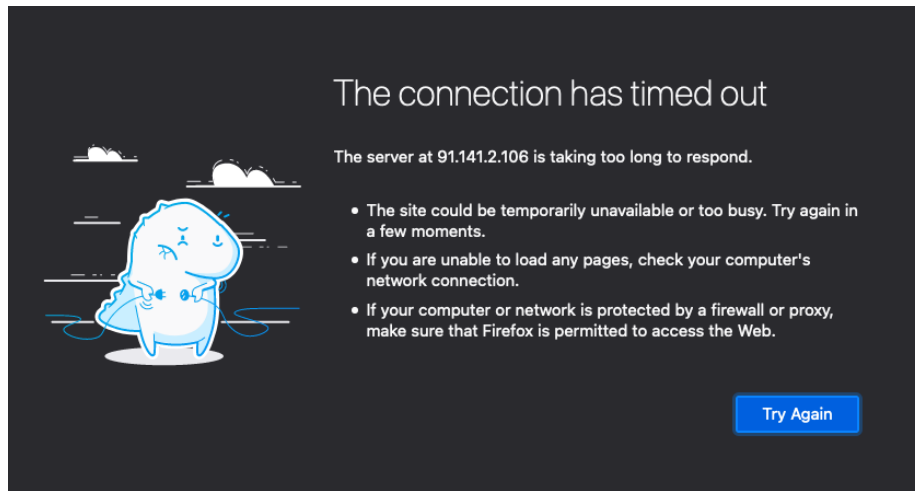 The connection has timed out
The server at 91.141.2.106 is taking too long to respond.
• The site could be temporarily unavailable or too busy. Try again in
a few moments.
• If you are unable to load any pages, check your computer's
network connection.
• If your computer or network is protected by a firewall or proxy,
make sure that Firefox is permitted to access the Web.
Try Again